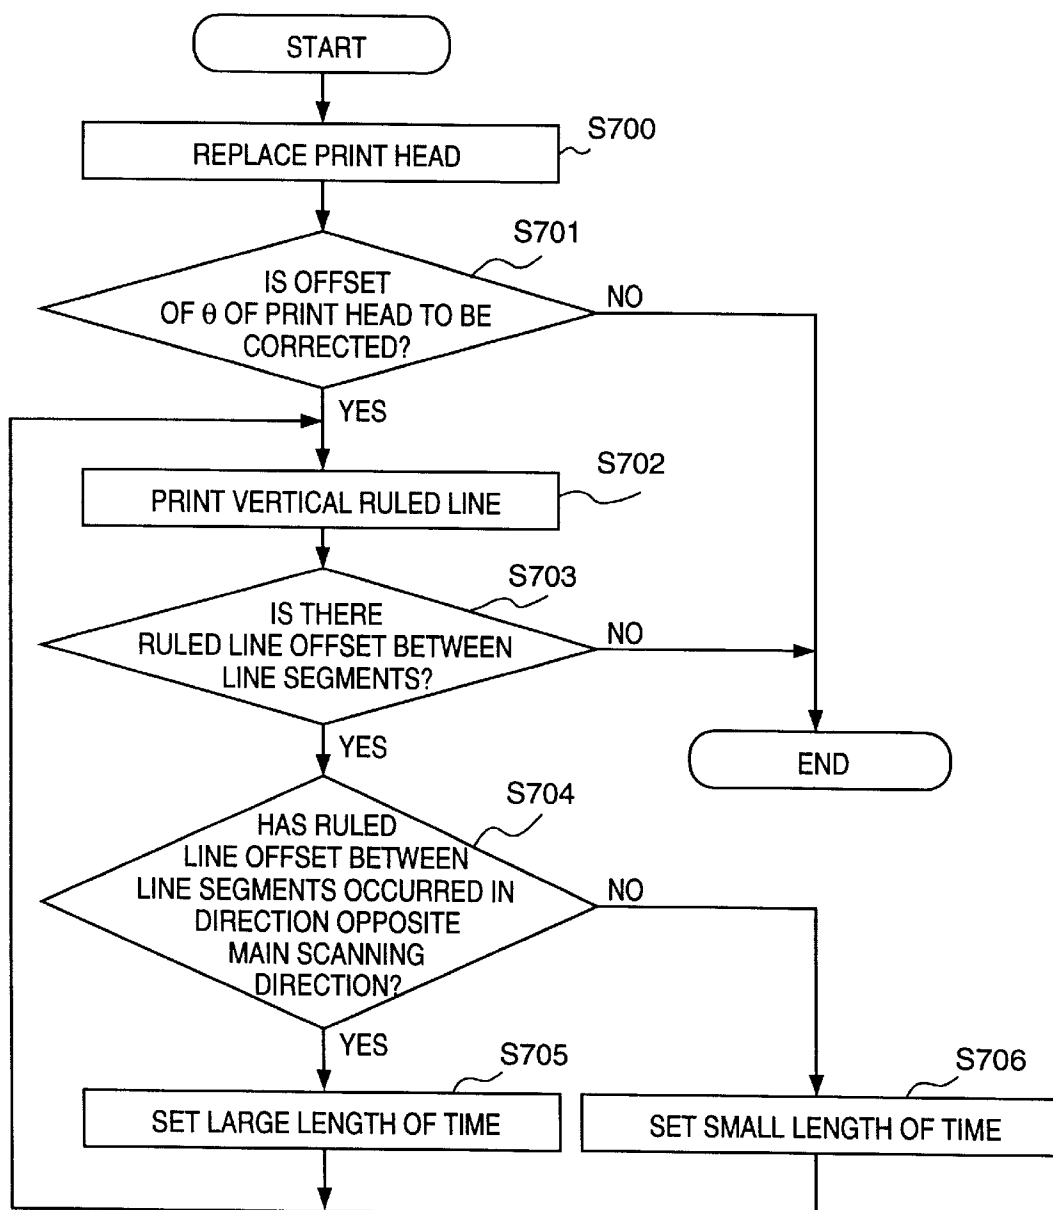 START
S700
REPLACE PRINT HEAD
S701
IS OFFSET
OF θ OF PRINT HEAD TO BE
CORRECTED?
NO
YES
S702
PRINT VERTICAL RULED LINE
S703
IS THERE
RULED LINE OFFSET BETWEEN
LINE SEGMENTS?
NO
YES
END
S704
HAS RULED
LINE OFFSET BETWEEN
LINE SEGMENTS OCCURRED IN
DIRECTION OPPOSITE
MAIN SCANNING
DIRECTION?
NO
YES
S705
SET LARGE LENGTH OF TIME
S706
SET SMALL LENGTH OF TIME